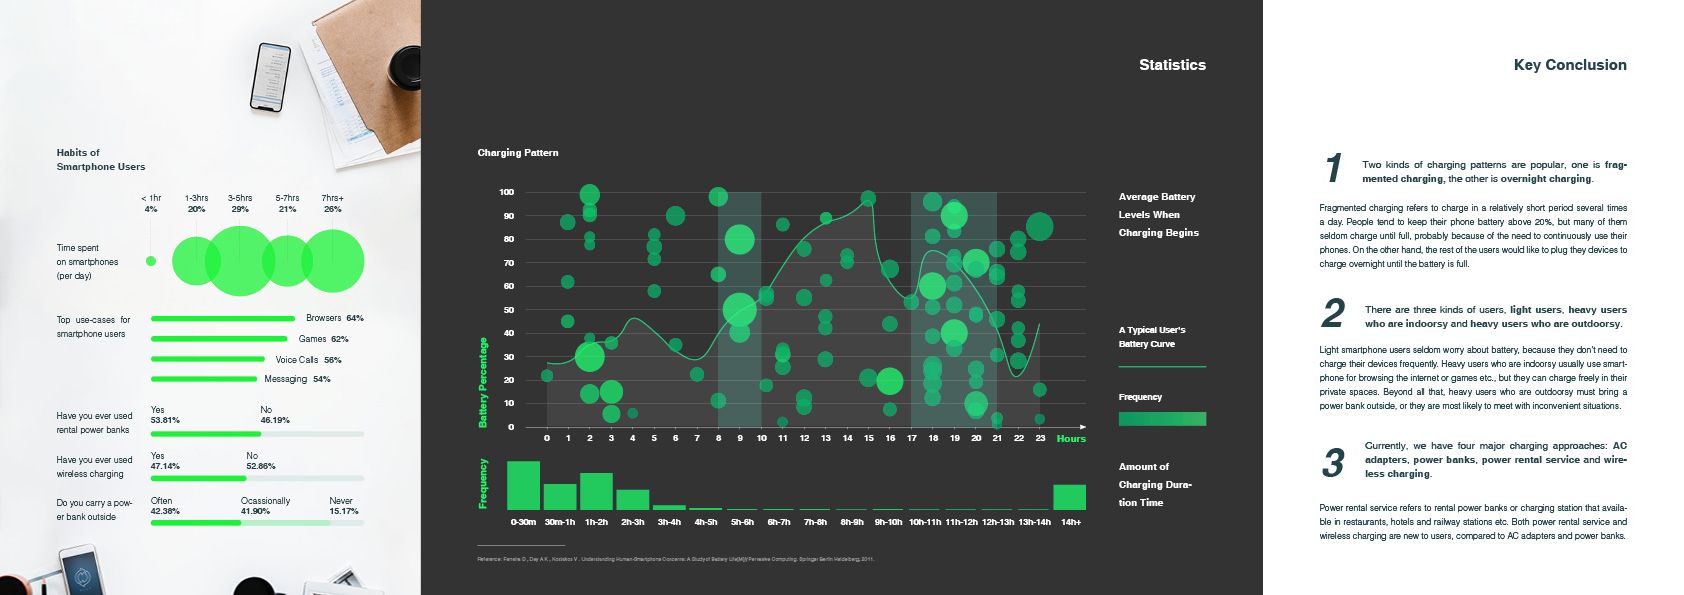 Habits of
Smartphone Users
< 1hr 1-3hrs 3-5hrs 5-7hrs 7hrs+
4% 20% 29% 21% 26%
Time spent
on smartphones
(per day)
Top use-cases for
smartphone users
Browsers 64%
Games 62%
Voice Calls 56%
Messaging 54%
Have you ever used
rental power banks
Yes No
53.81% 46.19%
Have you ever used
wireless charging
Yes No
47.14% 52.86%
Do you carry a pow-
er bank outside
Often Ocassionally Never
42.38% 41.90% 15.17%
Statistics
Charging Pattern
100
90
80
70
60
50
40
30
20
10
0
Battery Percentage
0 1 2 3 4 5 6 7 8 9 10 11 12 13 14 15 16 17 18 19 20 21 22 23 Hours
Average Battery
Levels When
Charging Begins
A Typical User's
Battery Curve
Frequency
Frequency
0-30m 30m-1h 1h-2h 2h-3h 3h-4h 4h-5h 5h-6h 6h-7h 7h-8h 8h-9h 9h-10h 10h-11h 11h-12h 12h-13h 13h-14h 14h+
Amount of
Charging Dura-
tion Time
Reference: Ferreira D., Dey A.K., Kostakos V. Understanding Human-Smartphone Concerns: A Study of Battery Life[M]// Pervasive Computing. Springer Berlin Heidelberg, 2011.
Key Conclusion
1
Two kinds of charging patterns are popular, one is frag-
mented charging, the other is overnight charging.
Fragmented charging refers to charge in a relatively short period several times
a day. People tend to keep their phone battery above 20%, but many of them
seldom charge until full, probably because of the need to continuously use their
phones. On the other hand, the rest of the users would like to plug they devices to
charge overnight until the battery is full.
2
There are three kinds of users, light users, heavy users
who are indoorsy and heavy users who are outdoorsy.
Light smartphone users seldom worry about battery, because they don't need to
charge their devices frequently. Heavy users who are indoorsy usually use smart-
phone for browsing the internet or games etc., but they can charge freely in their
private spaces. Beyond all that, heavy users who are outdoorsy must bring a
power bank outside, or they are most likely to meet with inconvenient situations.
3
Currently, we have four major charging approaches: AC
adapters, power banks, power rental service and wire-
less charging.
Power rental service refers to rental power banks or charging station that availa-
ble in restaurants, hotels and railway stations etc. Both power rental service and
wireless charging are new to users, compared to AC adapters and power banks.